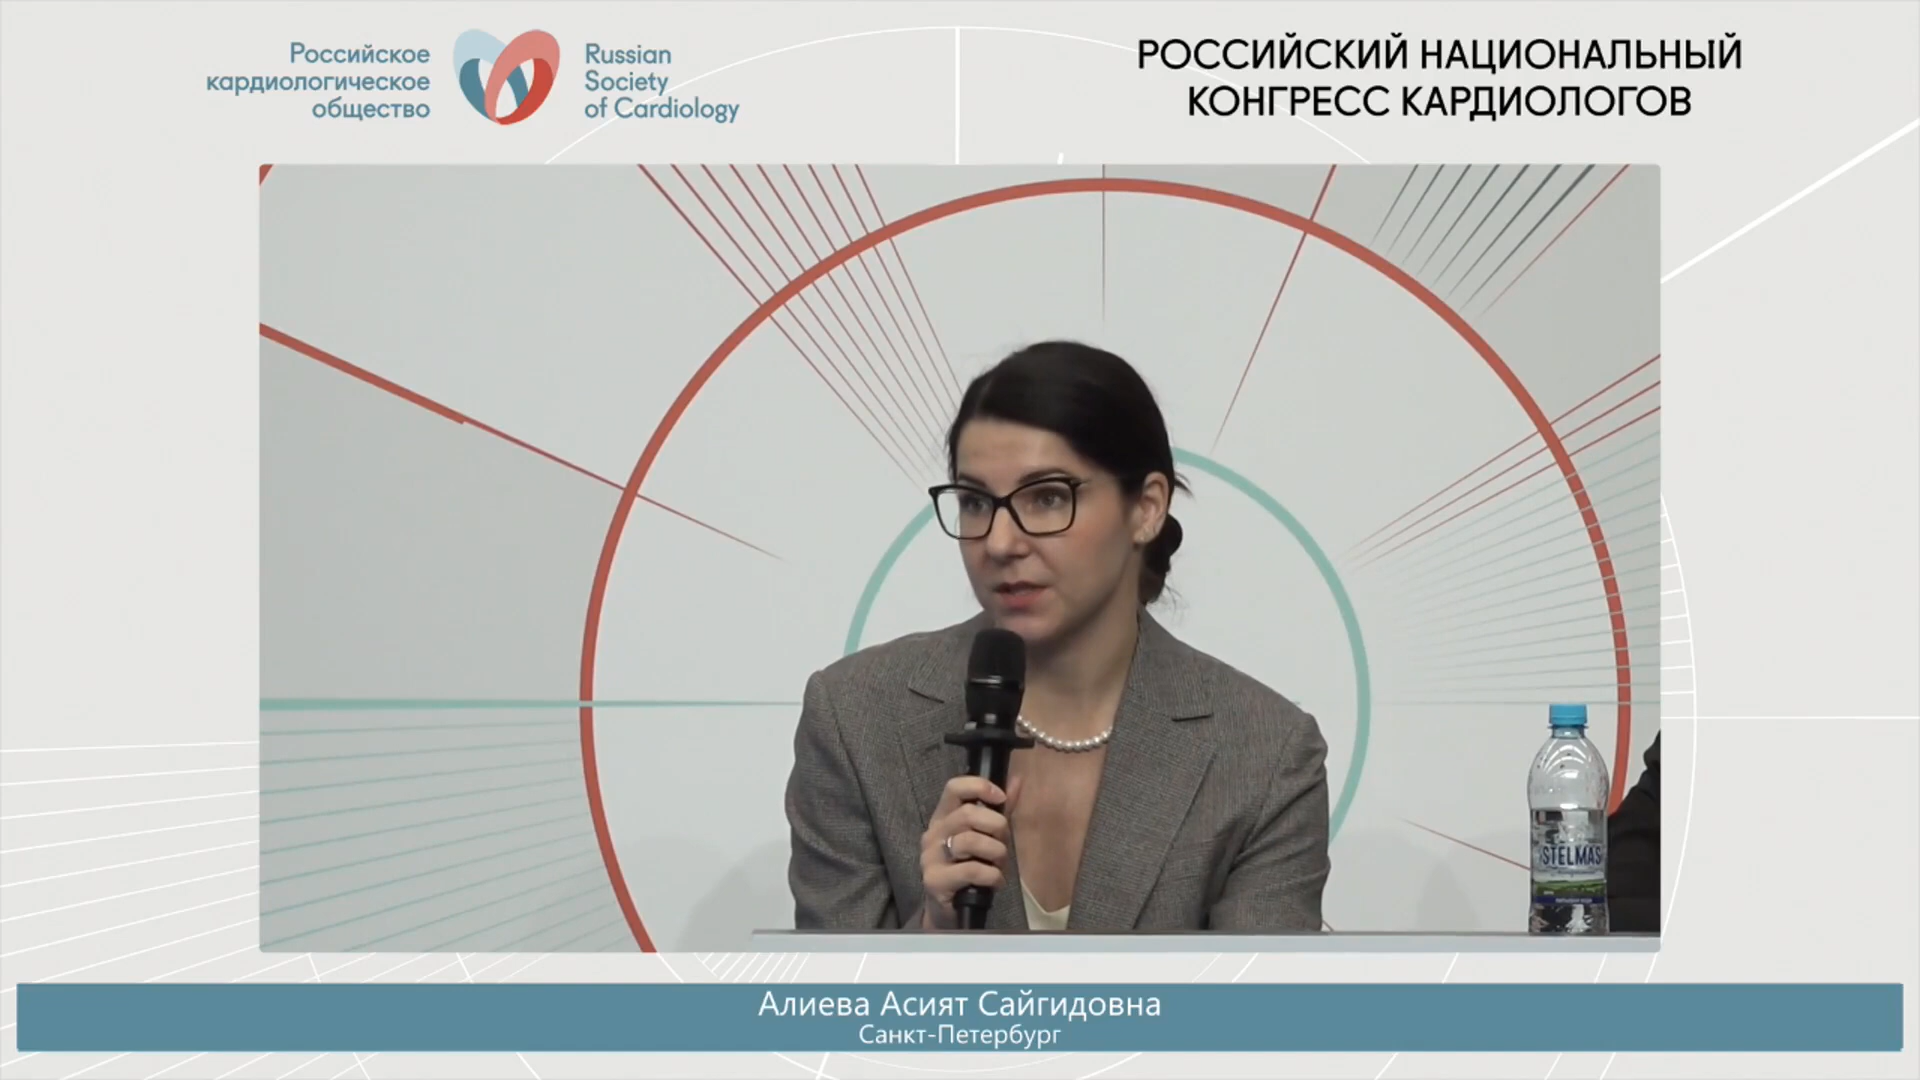 Российское
кардиологическое
общество
Russian
Society
of Cardiology
РОССИЙСКИЙ НАЦИОНАЛЬНЫЙ
КОНГРЕСС КАРДИОЛОГОВ
STELMAS
Алиева Асият Сайгидовна
Санкт-Петербург